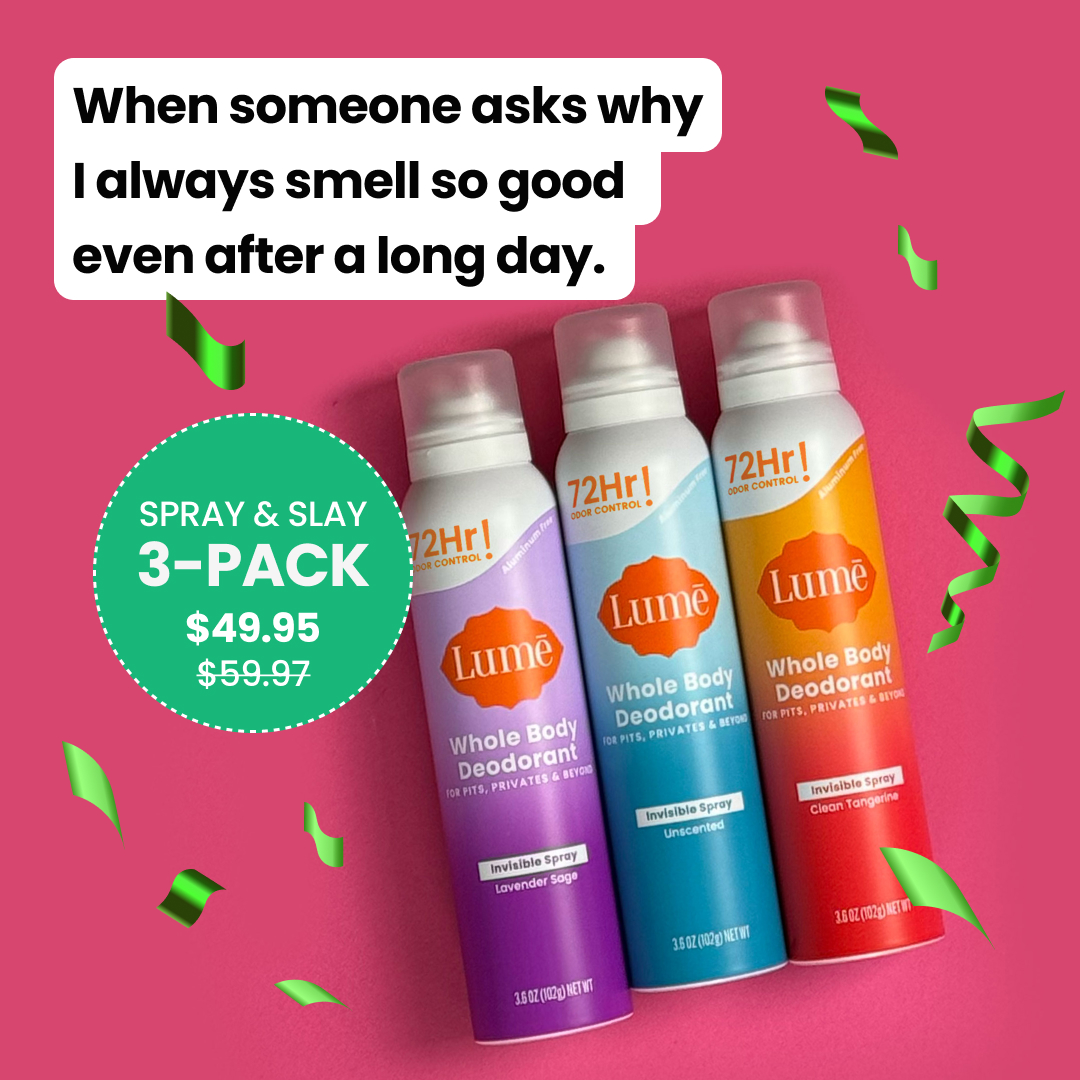 When someone asks why
I always smell so good
even after a long day.
SPRAY & SLAY
3-PACK
$49.95
$59.97
72Hr!
ODOR CONTROL
Aluminum Free
Lumē
Whole Body
Deodorant
FOR PITS, PRIVATES & BEYOND
Invisible Spray
Lavender Sage
3.6 OZ (102g) NET WT
72Hr!
ODOR CONTROL
Aluminum Free
Lumē
Whole Body
Deodorant
FOR PITS, PRIVATES & BEYOND
Invisible Spray
Unscented
3.6 OZ (102g) NET WT
72Hr!
ODOR CONTROL
Aluminum Free
Lumē
Whole Body
Deodorant
FOR PITS, PRIVATES & BEYOND
Invisible Spray
Clean Tangerine
3.6 OZ (102g) NET WT